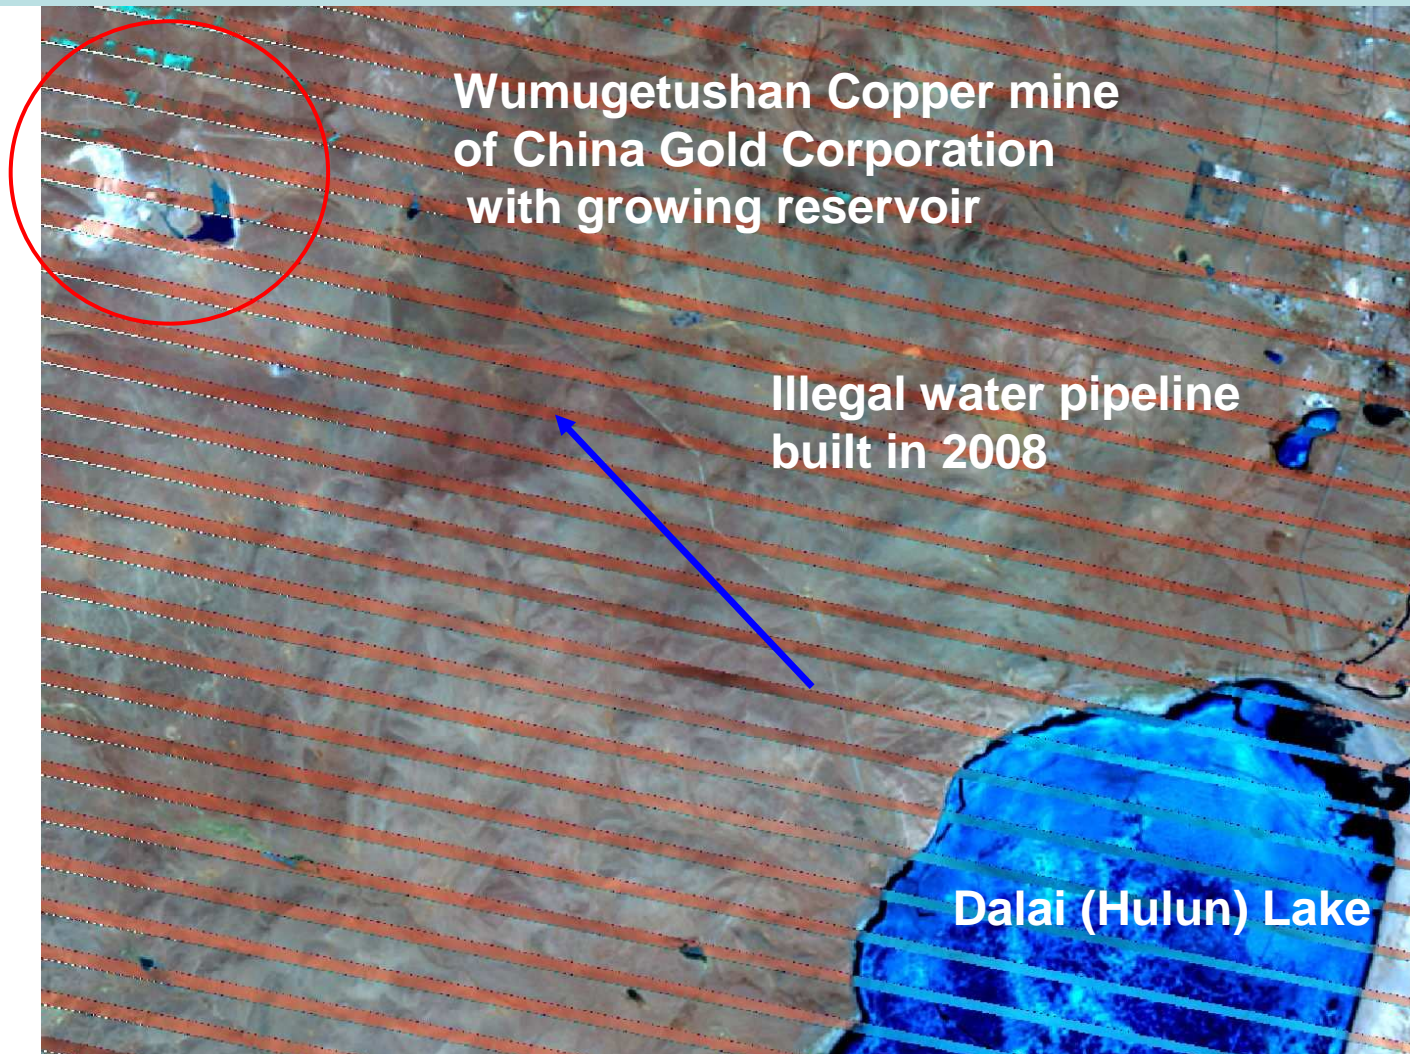 Wumugetushan Copper mine
of China Gold Corporation
with growing reservoir
Illegal water pipeline
built in 2008
Dalai (Hulun) Lake